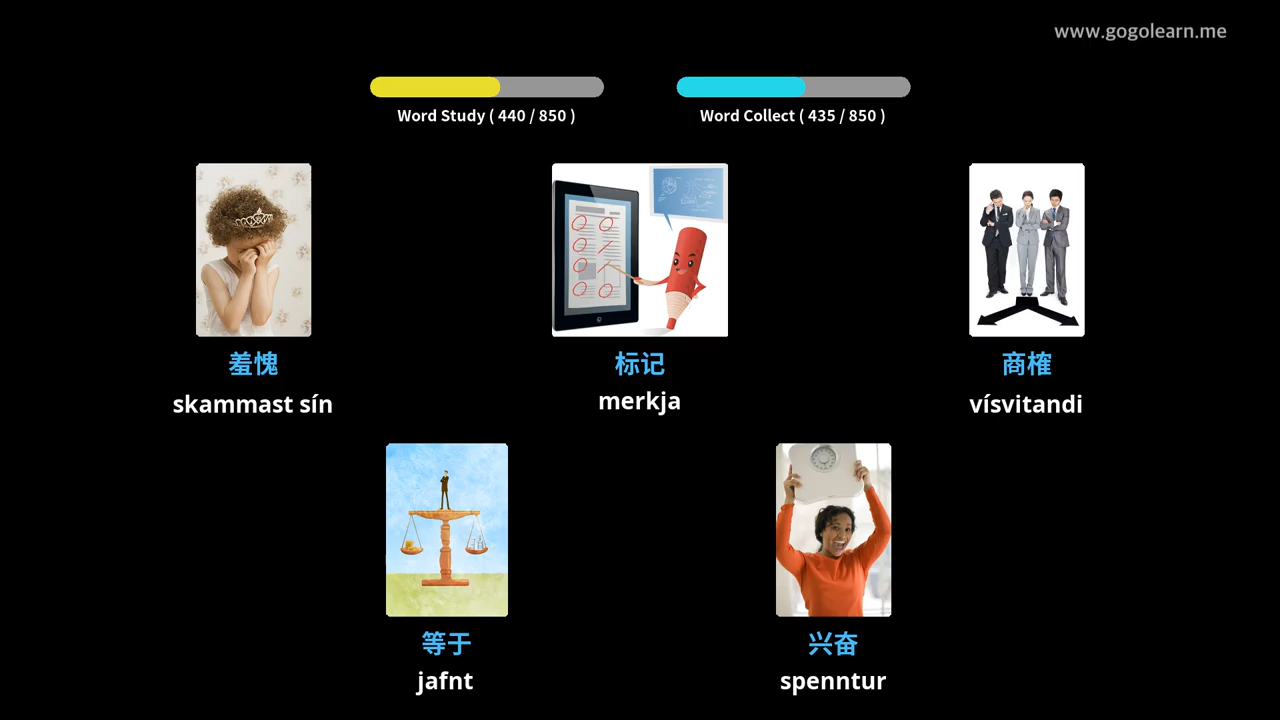 www.gogolearn.me
Word Study ( 440 / 850 )
Word Collect ( 435 / 850 )
羞愧
skammast sín
标记
merkja
商榷
vísvitandi
等于
jafnt
兴奋
spenntur